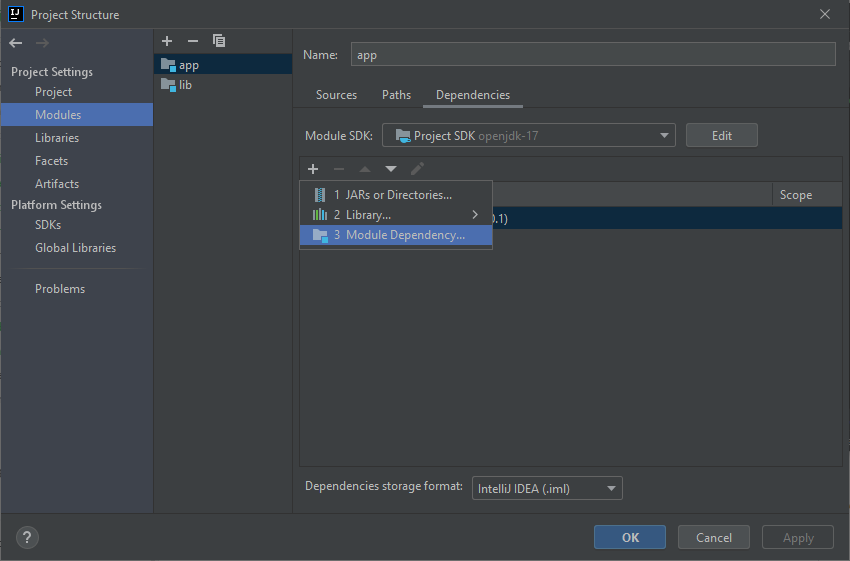 IJ
Project Structure
Project Settings
Project
Modules
Libraries
Facets
Artifacts
Platform Settings
SDKs
Global Libraries
Problems
app
lib
Name: app
Sources Paths Dependencies
Module SDK: Project SDK openjdk-17 Edit
Scope
1 JARs or Directories...
2 Library...
.1)
3 Module Dependency...
Dependencies storage format: IntelliJ IDEA (.iml)
? OK Cancel Apply